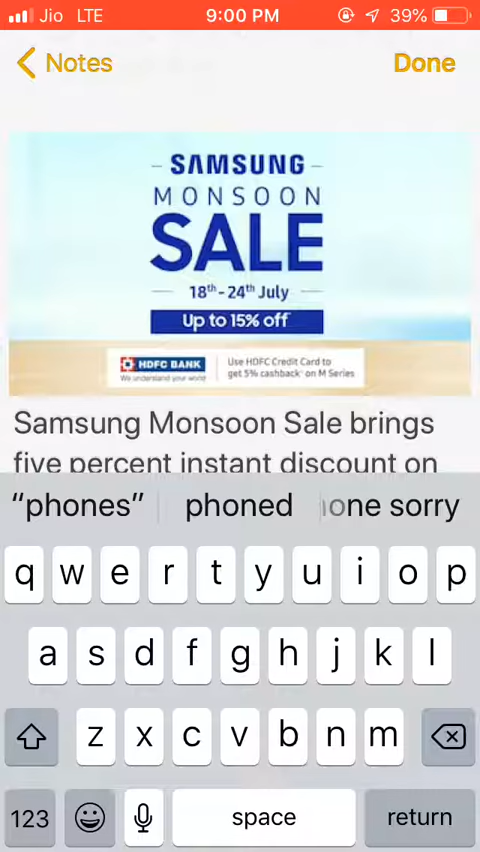 Jio LTE 9:00 PM 39%
Notes Done
SAMSUNG
MONSOON
SALE
18th-24th July
Up to 15% off*
HDFC BANK
We understand your world
Use HDFC Credit Card to
get 5% cashback* on M Series
Samsung Monsoon Sale brings
five percent instant discount on
“phones” phoned one sorry
q w e r t y u i o p
a s d f g h j k l
z x c v b n m
123 space return